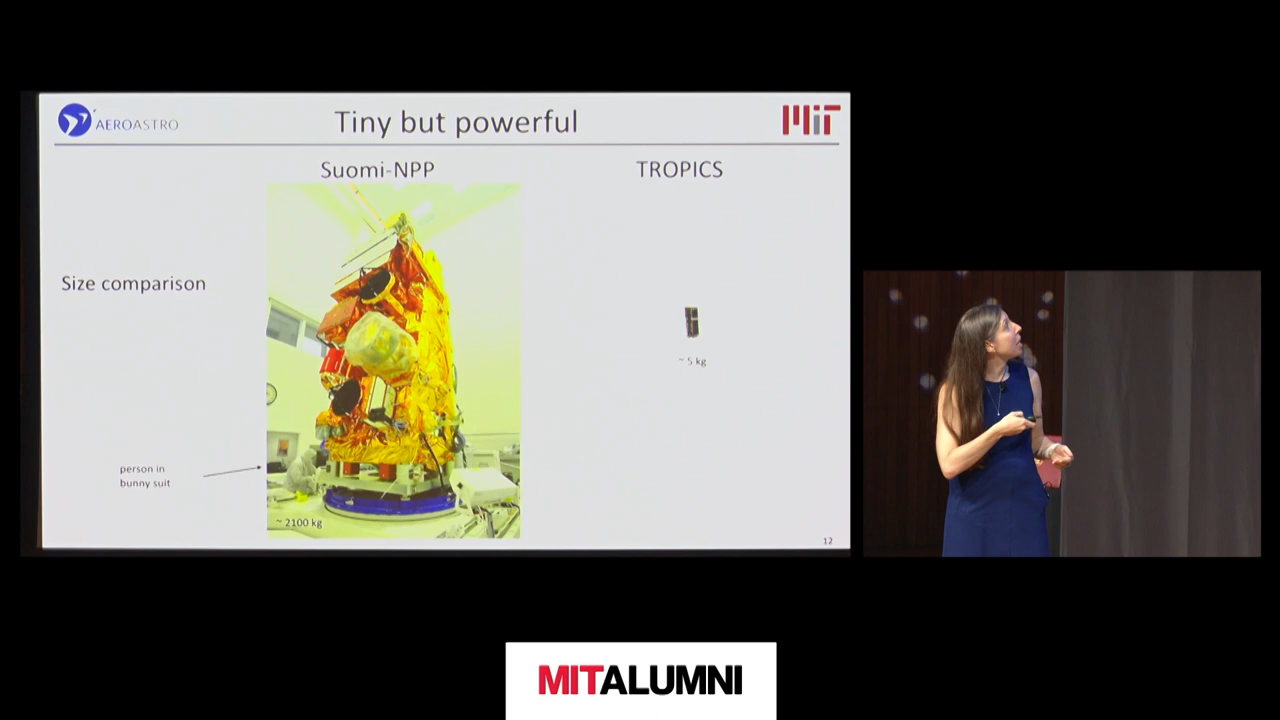 AEROASTRO
Tiny but powerful
MIT
Suomi-NPP
TROPICS
Size comparison
~ 5 kg
person in
bunny suit
~ 2100 kg
12
MITALUMNI